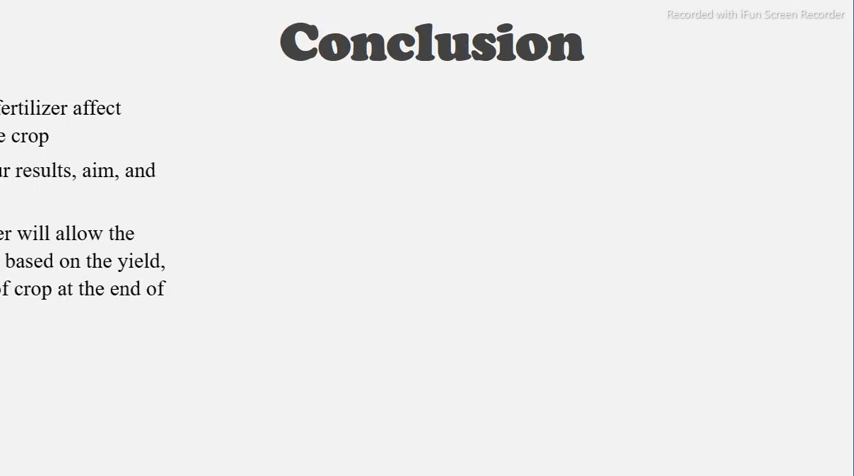 Recorded with iFun Screen Recorder
Conclusion
fertilizer affect
e crop
ur results, aim, and
er will allow the
based on the yield,
of crop at the end of